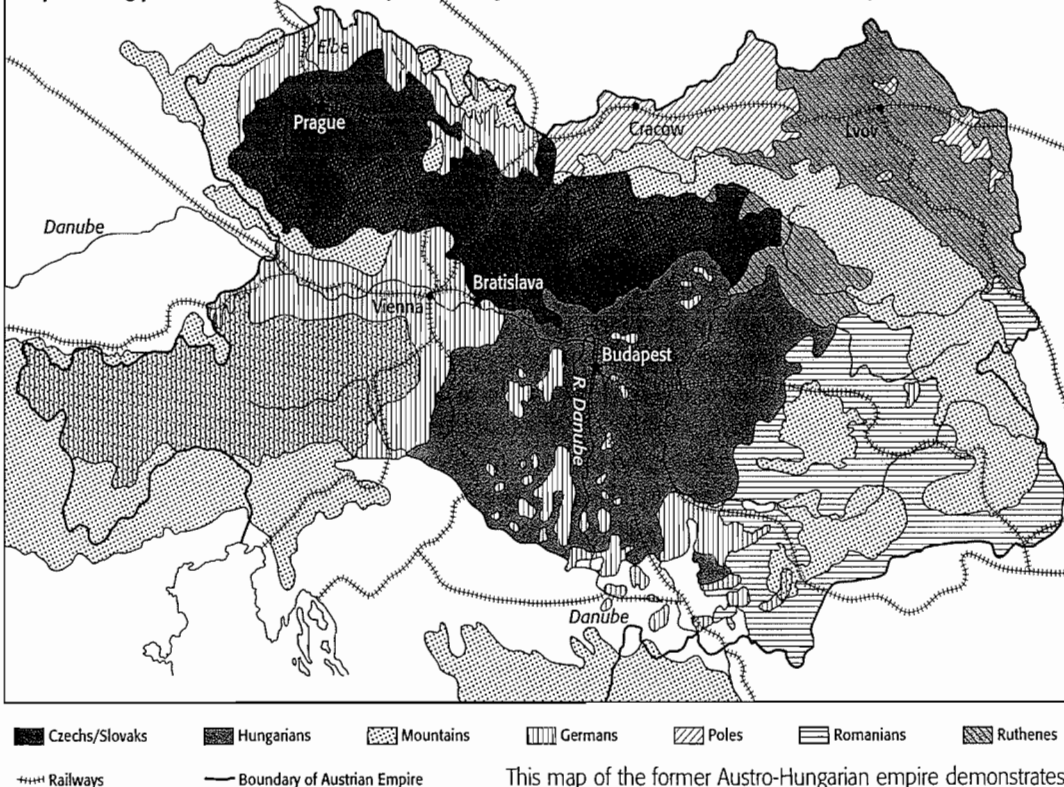 Elbe
Prague
Cracow
Lvov
Danube
Bratislava
Vienna
Budapest
R. Danube
Danube
Czechs/Slovaks Hungarians Mountains Germans Poles Romanians Ruthenes
Railways Boundary of Austrian Empire This map of the former Austro-Hungarian empire demonstrates